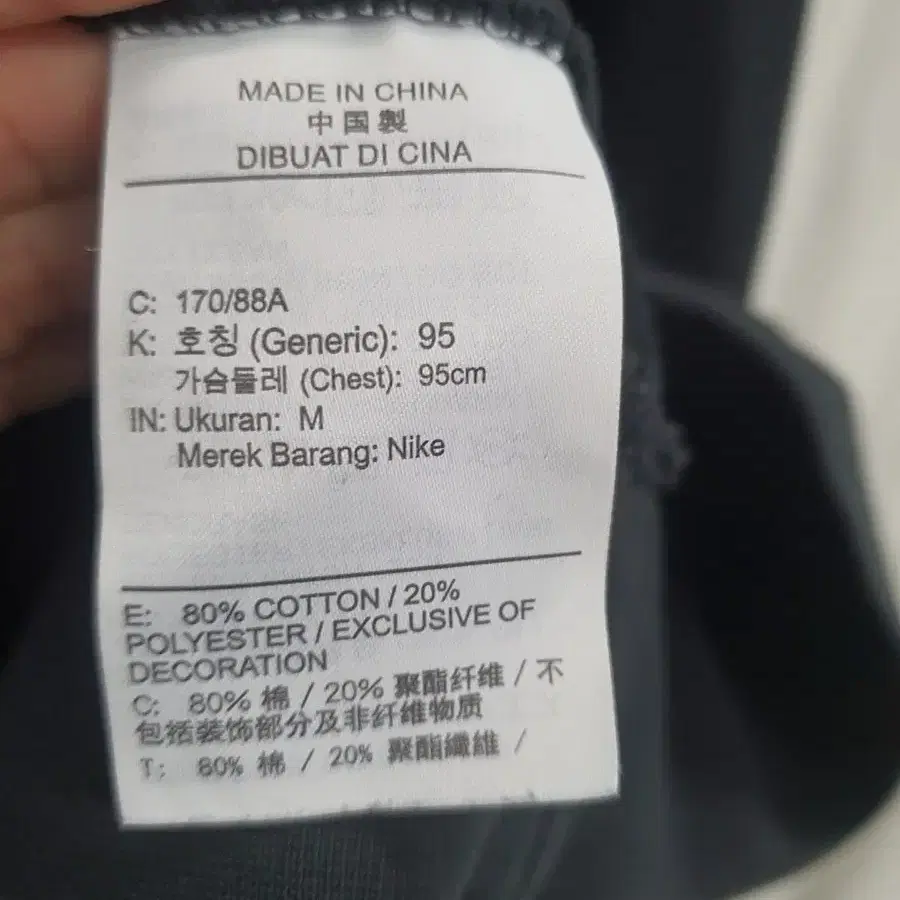 MADE IN CHINA
中国製
DIBUAT DI CINA
C: 170/88A
K: 호칭 (Generic): 95
가슴둘레 (Chest): 95cm
IN: Ukuran: M
Merek Barang: Nike
E: 80% COTTON / 20%
POLYESTER / EXCLUSIVE OF
DECORATION
C: 80% 棉 / 20% 聚酯纤维 / 不
包括装饰部分及非纤维物质
T: 80% 棉 / 20% 聚酯纖維 /